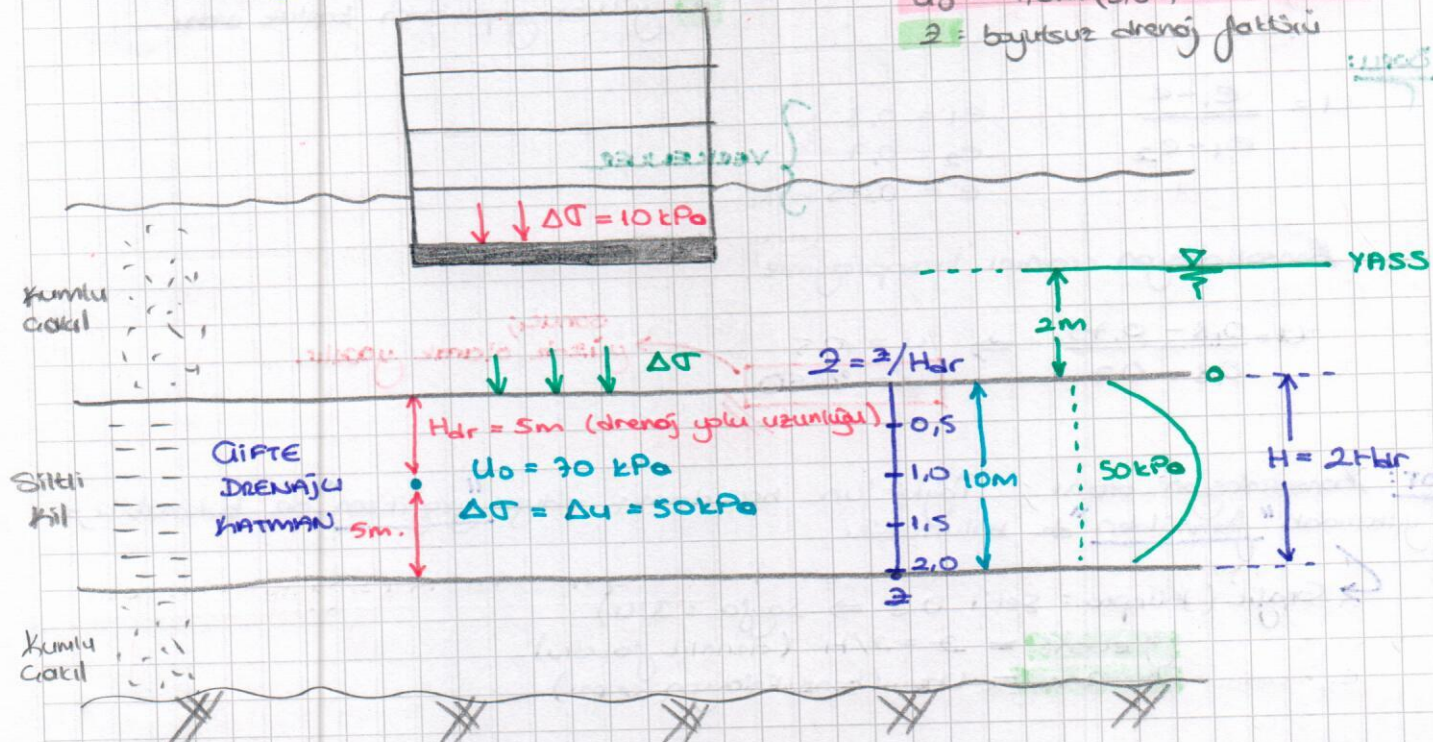 Z = boyutsuz drenaj faktörü
Δσ = 10 kPa
YASS
Kumlu
Çakıl
2m
Δσ
Z = z/Hdr
0
Hdr = 5m (drenaj yolu uzunluğu)
0,5
Siltli
Kil
ÇİFTE
DRENAJLI
KATMAN
U₀ = 70 kPa
1,0
10m
50kPa
H = 2Hdr
Δσ = Δu = 50kPa
5m.
1,5
2,0
Z
Kumlu
Çakıl